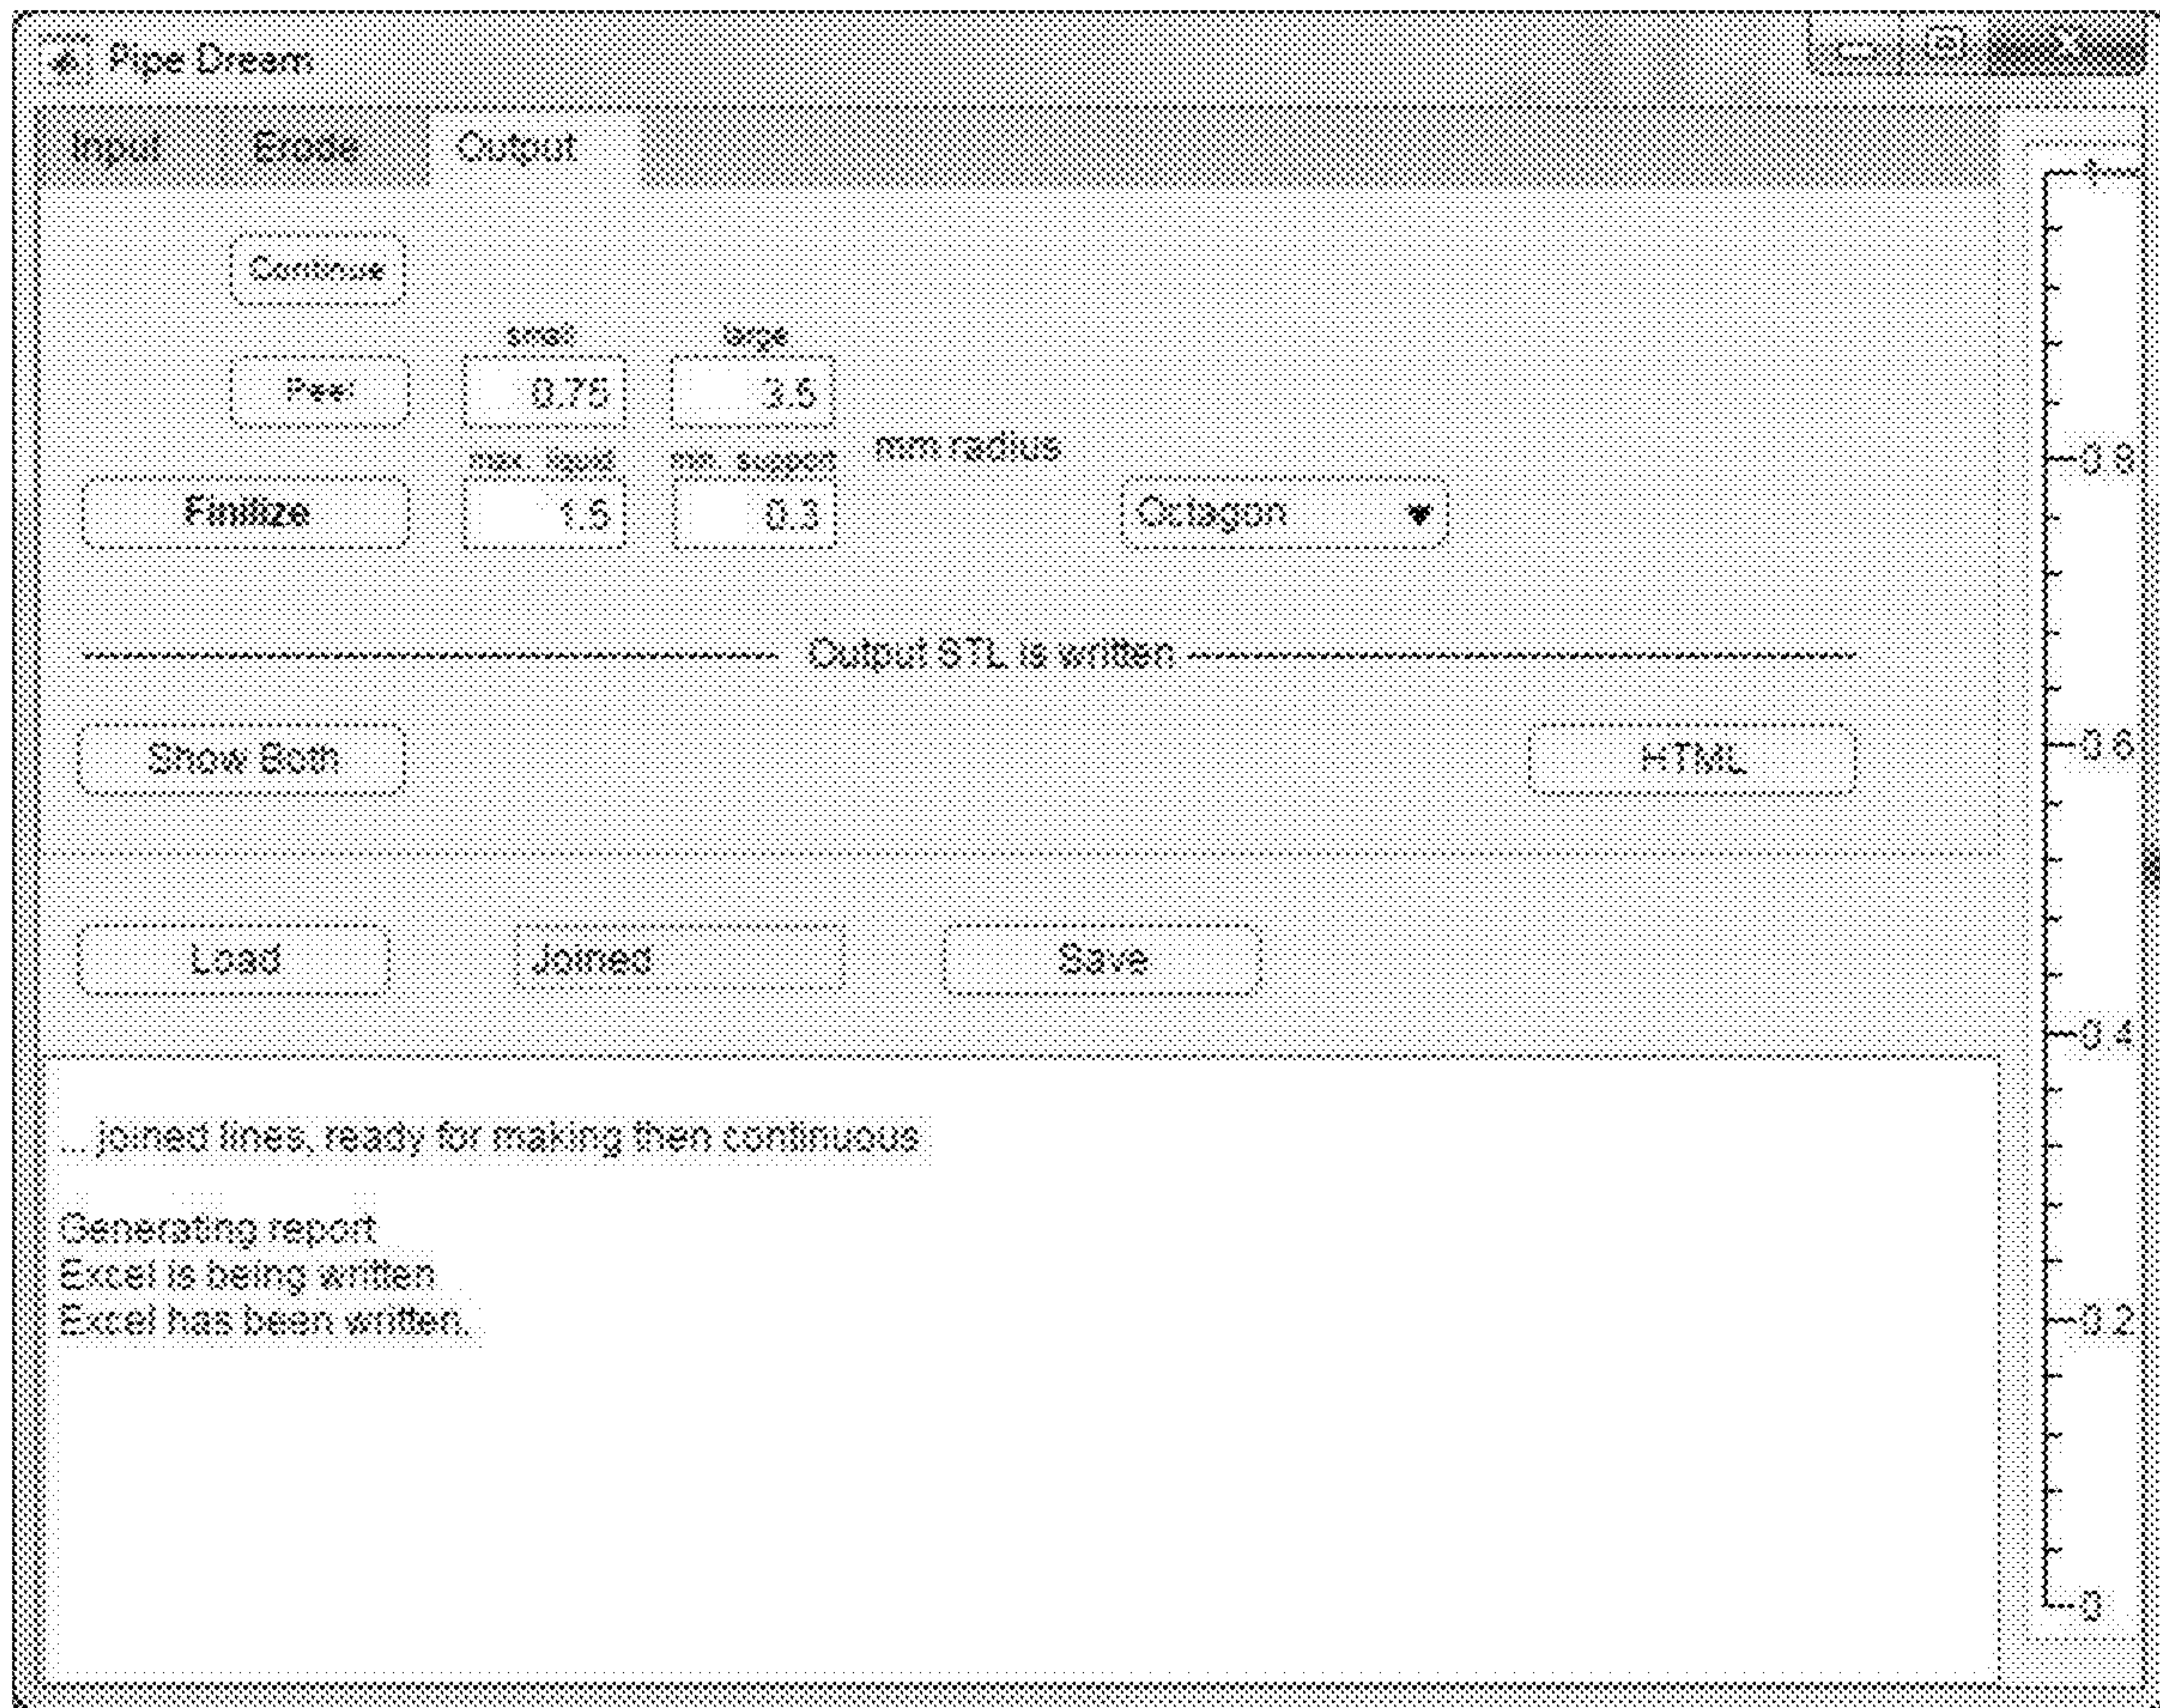 Pipe Dream
Input Erode Output
Continue
small large
Peel 0.75 3.5
mm radius
max. liquid min. support
Finilize 1.5 0.3 Octagon
Output STL is written
Show Both HTML
Load Joined Save
...joined lines, ready for making then continuous
Generating report
Excel is being written
Excel has been written.
0.8
0.6
0.4
0.2
0